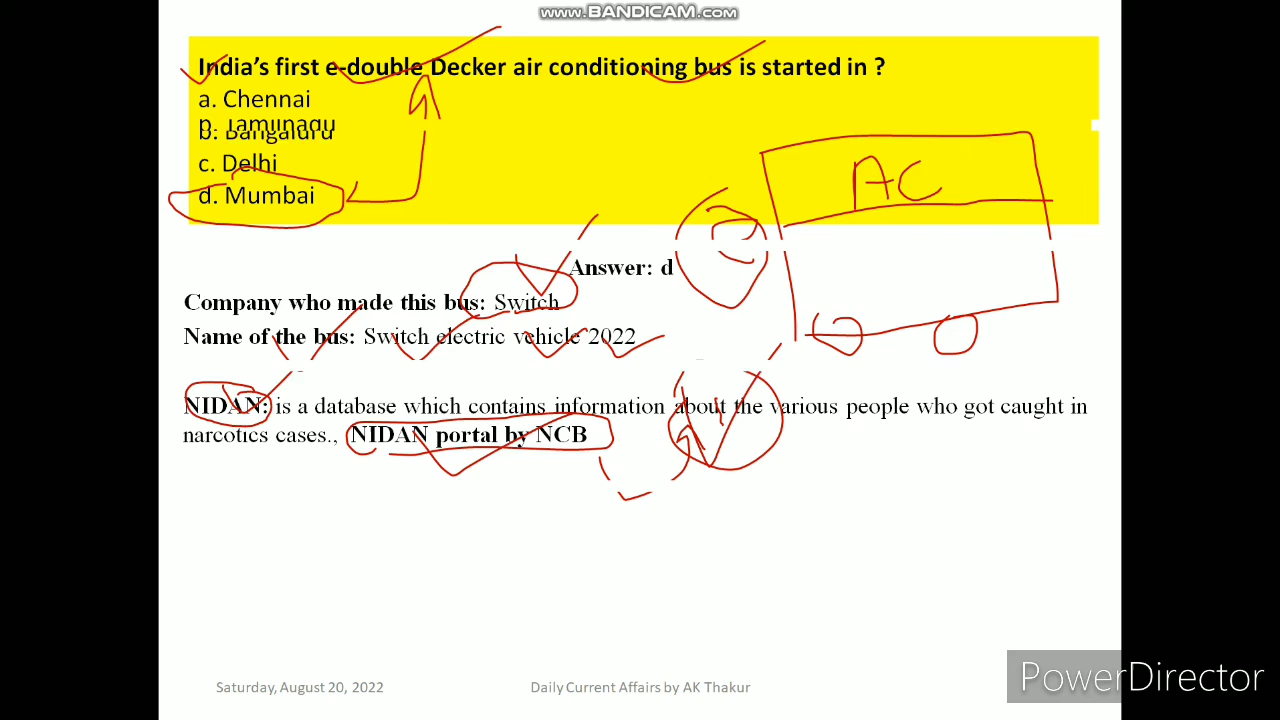 www.BANDICAM.com
India's first e-double Decker air conditioning bus is started in ?
a. Chennai
b. Bangaluru
c. Delhi
d. Mumbai
AC
Answer: d
Company who made this bus: Switch
Name of the bus: Switch electric vehicle 2022
NIDAN: is a database which contains information about the various people who got caught in
narcotics cases., NIDAN portal by NCB
Saturday, August 20, 2022
Daily Current Affairs by AK Thakur
PowerDirector